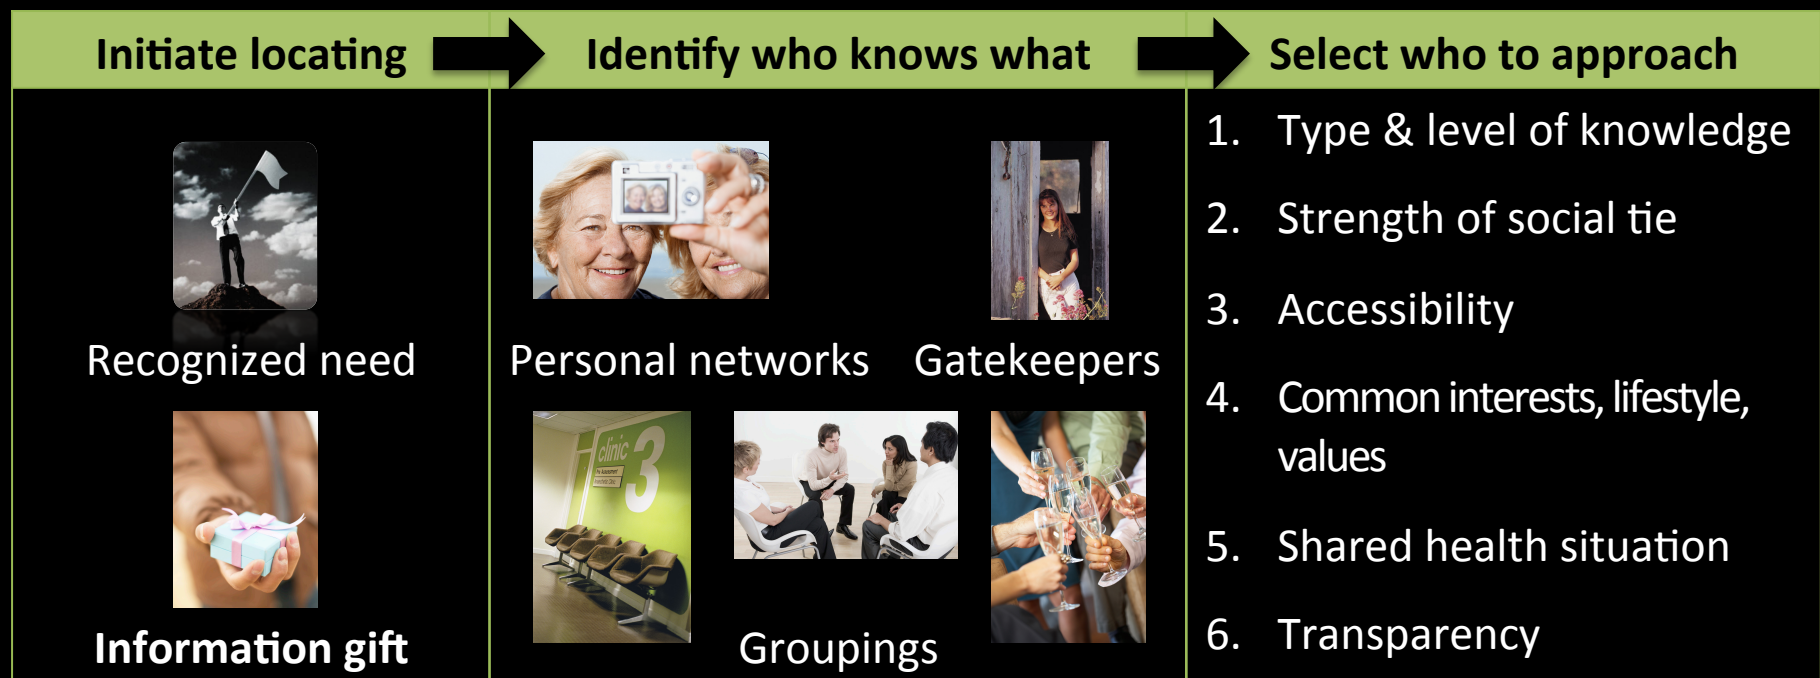 Initiate locating
Identify who knows what
Select who to approach
Recognized need
Information gift
Personal networks
Gatekeepers
clinic
3
Groupings
1. Type & level of knowledge
2. Strength of social tie
3. Accessibility
4. Common interests, lifestyle,
values
5. Shared health situation
6. Transparency